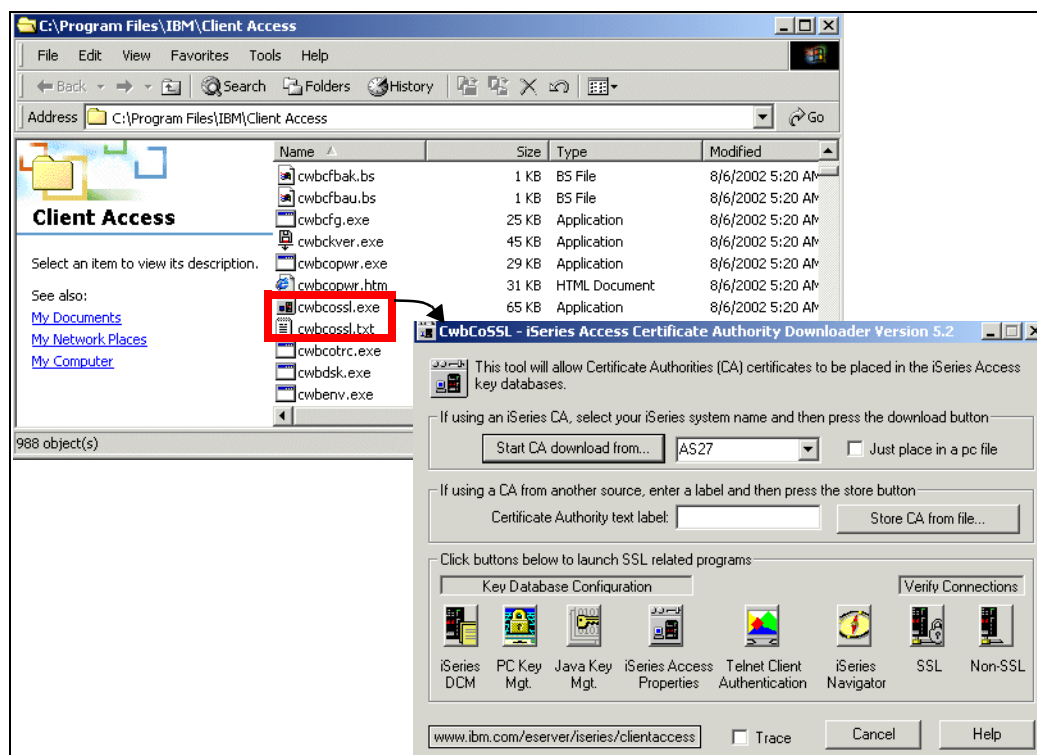 C:\Program Files\IBM\Client Access
File Edit View Favorites Tools Help
Back Search Folders History
Address C:\Program Files\IBM\Client Access Go
Name Size Type Modified
cwbcfbak.bs 1 KB BS File 8/6/2002 5:20 AM
cwbcfbau.bs 1 KB BS File 8/6/2002 5:20 AM
cwbcfg.exe 25 KB Application 8/6/2002 5:20 AM
cwbckver.exe 45 KB Application 8/6/2002 5:20 AM
cwbcopwr.exe 29 KB Application 8/6/2002 5:20 AM
cwbcopwr.htm 31 KB HTML Document 8/6/2002 5:20 AM
cwbcossl.exe 65 KB Application 8/6/2002 5:20 AM
cwbcossl.txt
cwbcotrc.exe
cwbdsk.exe
cwbenv.exe
Client Access
Select an item to view its description.
See also:
My Documents
My Network Places
My Computer
988 object(s)
CwbCoSSL - iSeries Access Certificate Authority Downloader Version 5.2
This tool will allow Certificate Authorities (CA) certificates to be placed in the iSeries Access
key databases.
If using an iSeries CA, select your iSeries system name and then press the download button
Start CA download from... AS27 Just place in a pc file
If using a CA from another source, enter a label and then press the store button
Certificate Authority text label: Store CA from file...
Click buttons below to launch SSL related programs
Key Database Configuration Verify Connections
iSeries DCM
PC Key Mgt.
Java Key Mgt.
iSeries Access Properties
Telnet Client Authentication
iSeries Navigator
SSL
Non-SSL
www.ibm.com/eserver/iseries/clientaccess Trace Cancel Help